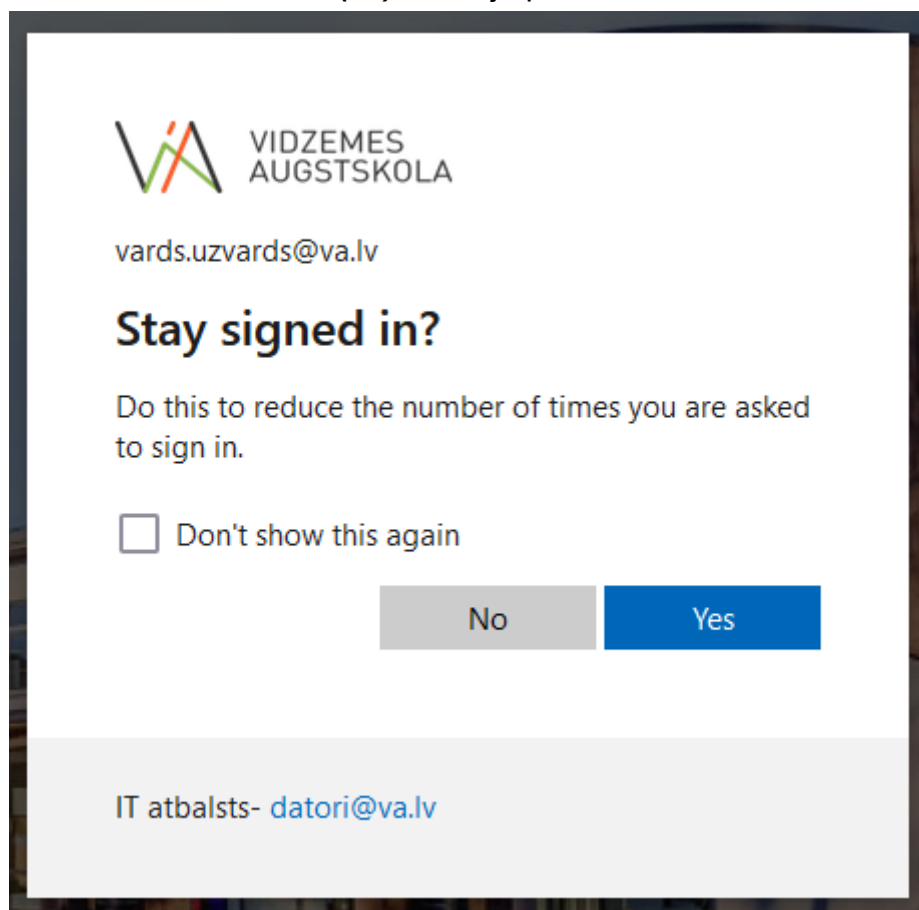 VIDZEMES
AUGSTSKOLA
vards.uzvards@va.lv
Stay signed in?
Do this to reduce the number of times you are asked
to sign in.
Don't show this again
No
Yes
IT atbalsts- datori@va.lv